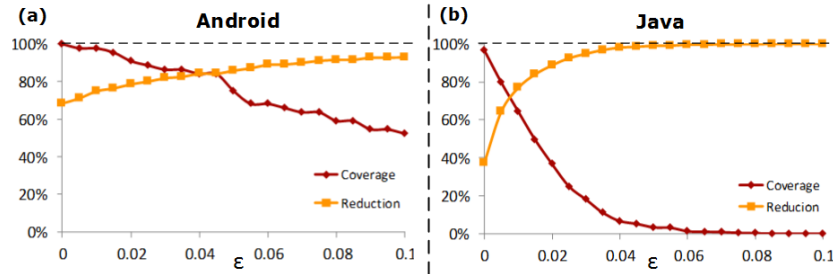 (a) Android
100%
80%
60%
40%
20%
0%
Coverage
Reduction
0 0.02 0.04 0.06 0.08 0.1
ε
(b) Java
100%
80%
60%
40%
20%
0%
Coverage
Reducion
0 0.02 0.04 0.06 0.08 0.1
ε